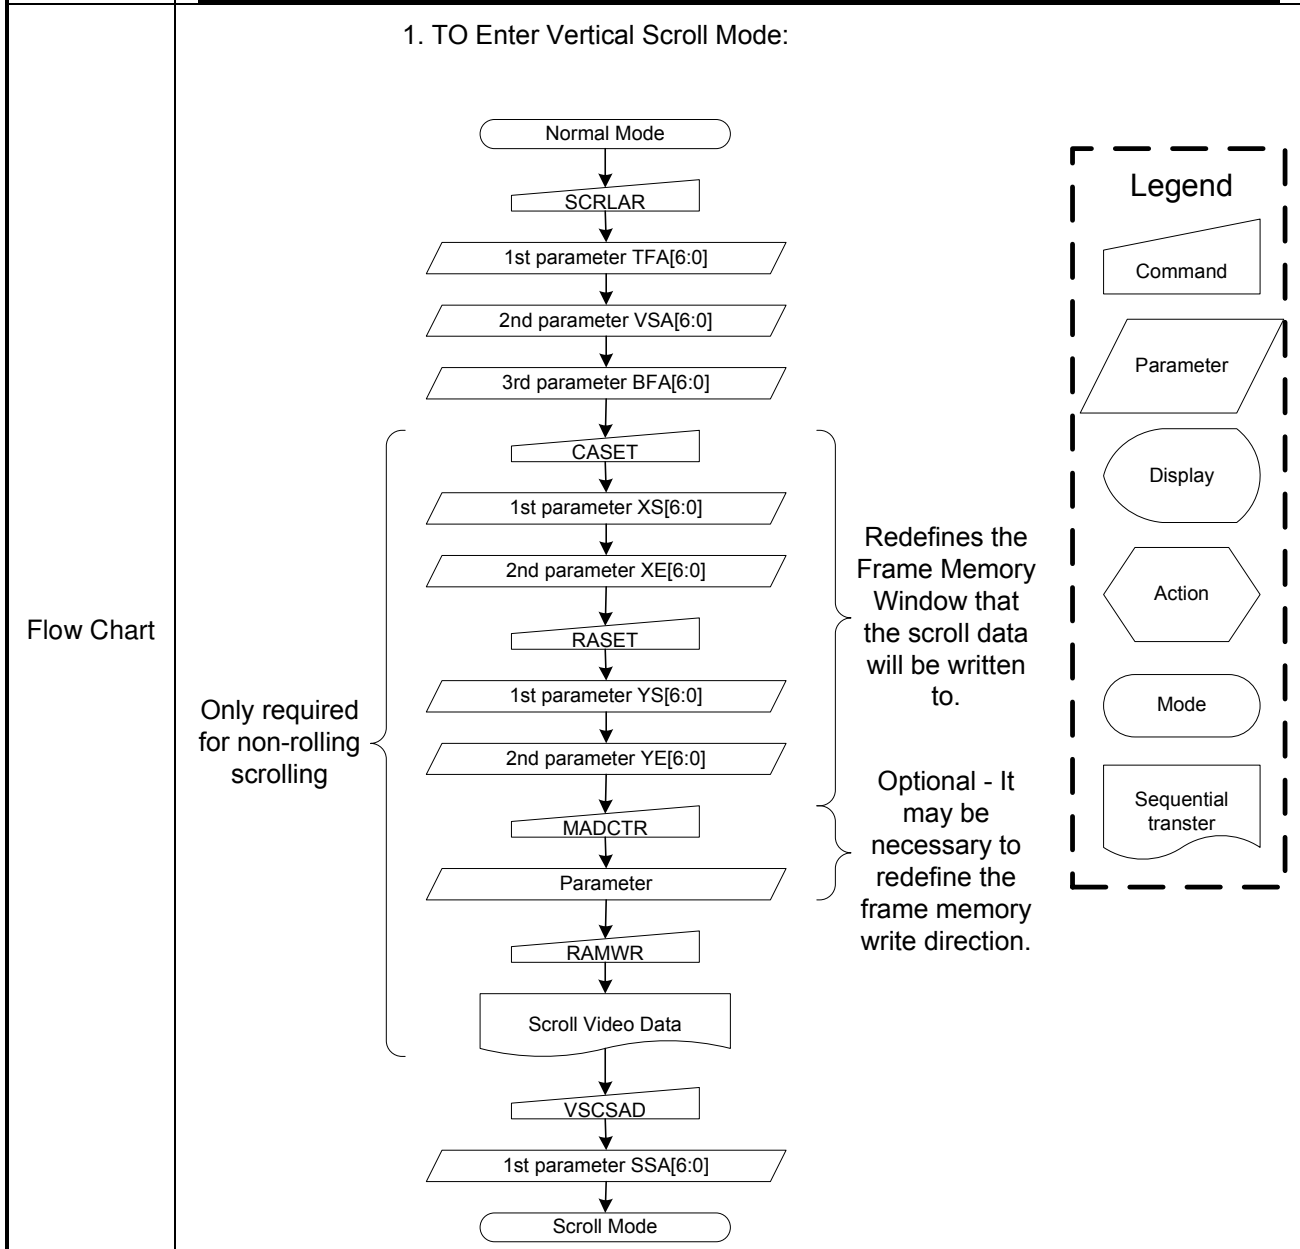 1. TO Enter Vertical Scroll Mode:
Flow Chart
Normal Mode
SCRLAR
1st parameter TFA[6:0]
2nd parameter VSA[6:0]
3rd parameter BFA[6:0]
CASET
1st parameter XS[6:0]
2nd parameter XE[6:0]
RASET
1st parameter YS[6:0]
2nd parameter YE[6:0]
MADCTR
Parameter
RAMWR
Scroll Video Data
VSCSAD
1st parameter SSA[6:0]
Scroll Mode
Only required
for non-rolling
scrolling
Redefines the
Frame Memory
Window that
the scroll data
will be written
to.
Optional - It
may be
necessary to
redefine the
frame memory
write direction.
Legend
Command
Parameter
Display
Action
Mode
Sequential
transter